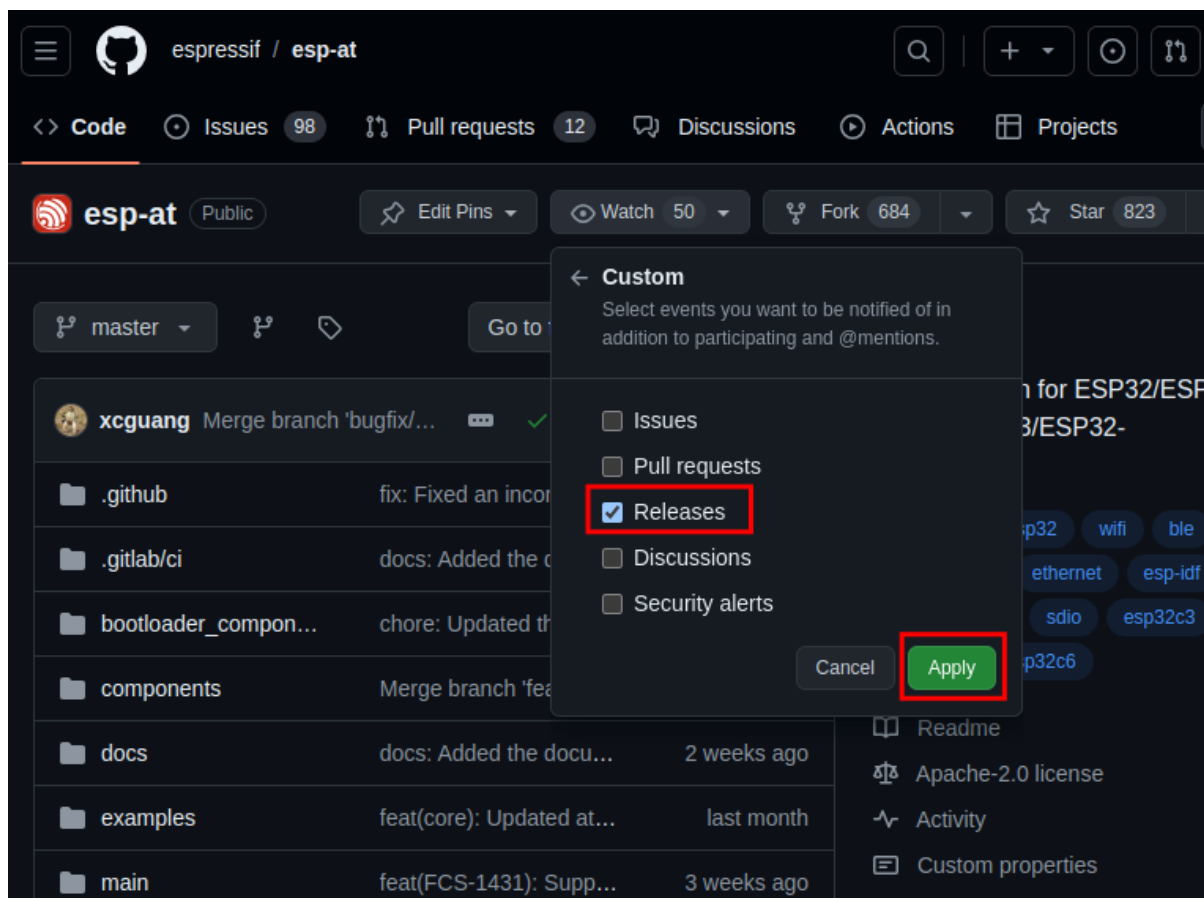 espressif / esp-at
Code Issues 98 Pull requests 12 Discussions Actions Projects
esp-at Public Edit Pins Watch 50 Fork 684 Star 823
Custom
Select events you want to be notified of in
addition to participating and @mentions.
Issues
Pull requests
Releases
Discussions
Security alerts
Cancel Apply
master Go to
xcguang Merge branch 'bugfix/...
.github fix: Fixed an incor
.gitlab/ci docs: Added the
bootloader_compon... chore: Updated th
components Merge branch 'fea
docs docs: Added the docu... 2 weeks ago
examples feat(core): Updated at... last month
main feat(FCS-1431): Supp... 3 weeks ago
for ESP32/ESP
3/ESP32-
sp32 wifi ble
ethernet esp-idf
sdio esp32c3
sp32c6
Readme
Apache-2.0 license
Activity
Custom properties